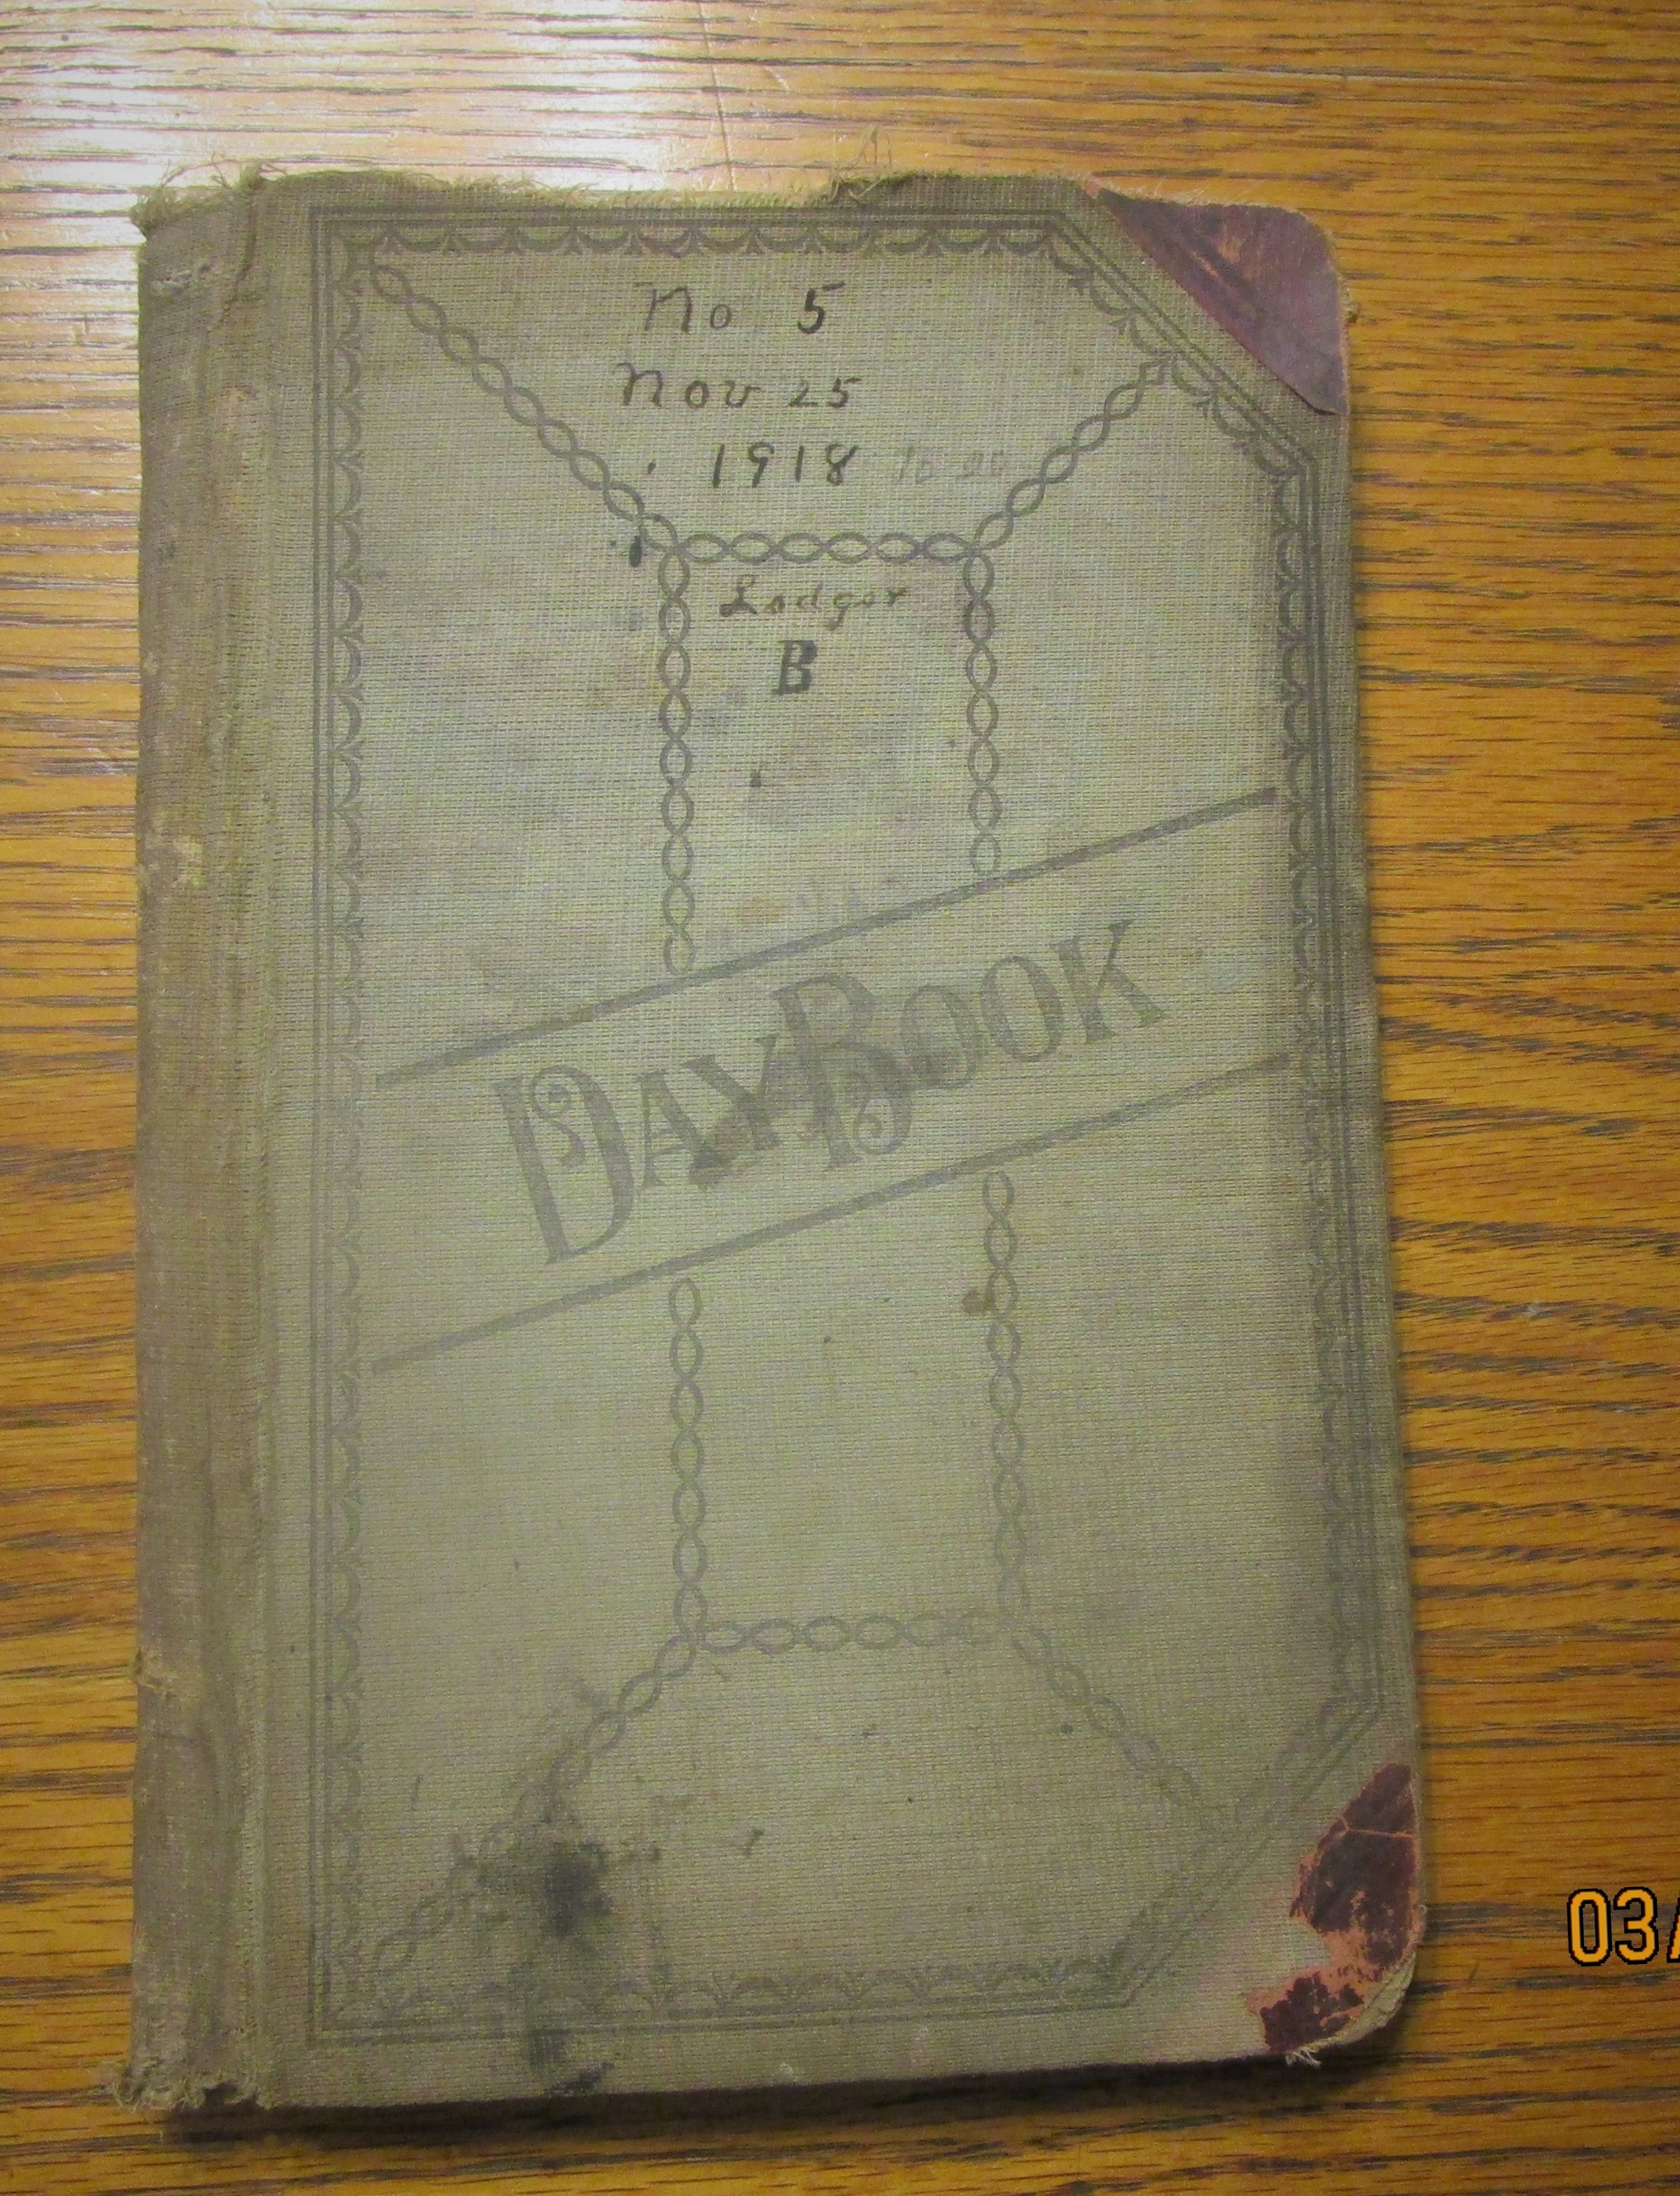 No 5
Nov 25
1918 to 20
Ledger
B
DAY BOOK
03/